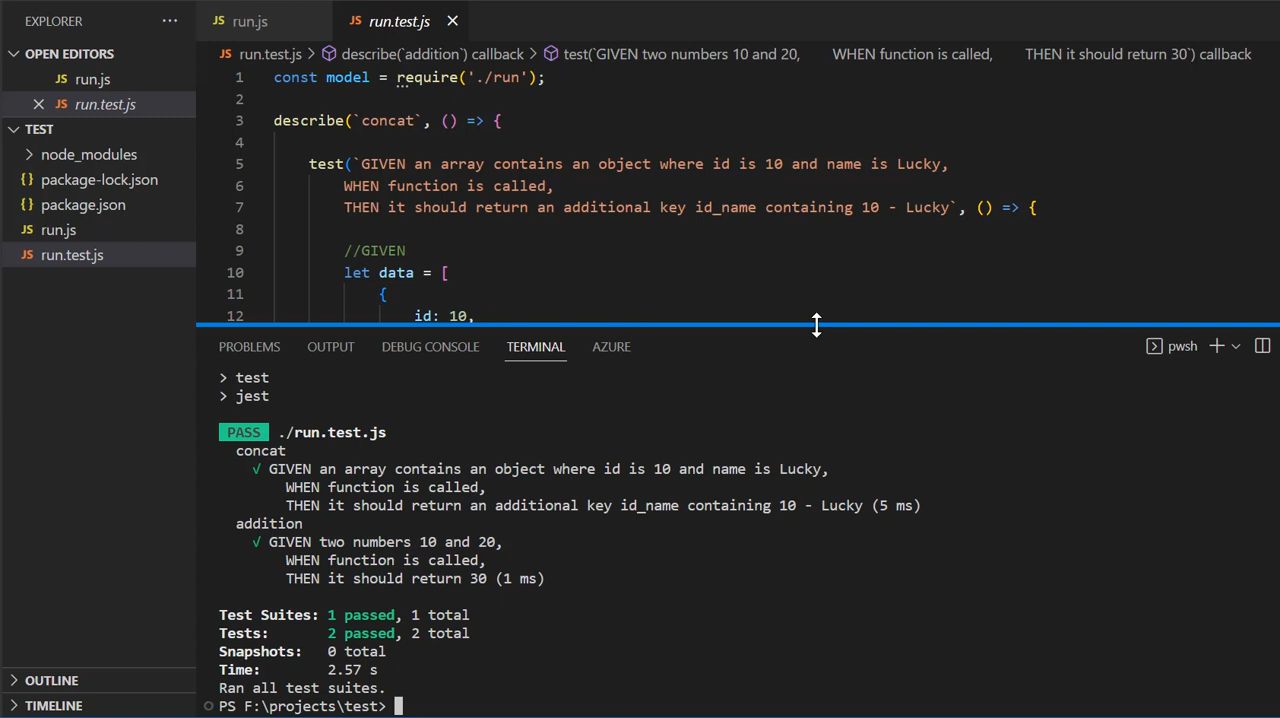 EXPLORER ···
OPEN EDITORS
JS run.js
JS run.test.js
TEST
node_modules
{} package-lock.json
{} package.json
JS run.js
JS run.test.js
OUTLINE
TIMELINE
JS run.js JS run.test.js
JS run.test.js > describe(`addition`) callback > test(`GIVEN two numbers 10 and 20, WHEN function is called, THEN it should return 30`) callback
1 const model = require('./run');
2
3 describe(`concat`, () => {
4
5 test(`GIVEN an array contains an object where id is 10 and name is Lucky,
6 WHEN function is called,
7 THEN it should return an additional key id_name containing 10 - Lucky`, () => {
8
9 //GIVEN
10 let data = [
11 {
12 id: 10,
PROBLEMS OUTPUT DEBUG CONSOLE TERMINAL AZURE pwsh
> test
> jest
PASS ./run.test.js
concat
√ GIVEN an array contains an object where id is 10 and name is Lucky,
WHEN function is called,
THEN it should return an additional key id_name containing 10 - Lucky (5 ms)
addition
√ GIVEN two numbers 10 and 20,
WHEN function is called,
THEN it should return 30 (1 ms)
Test Suites: 1 passed, 1 total
Tests: 2 passed, 2 total
Snapshots: 0 total
Time: 2.57 s
Ran all test suites.
PS F:\projects\test>